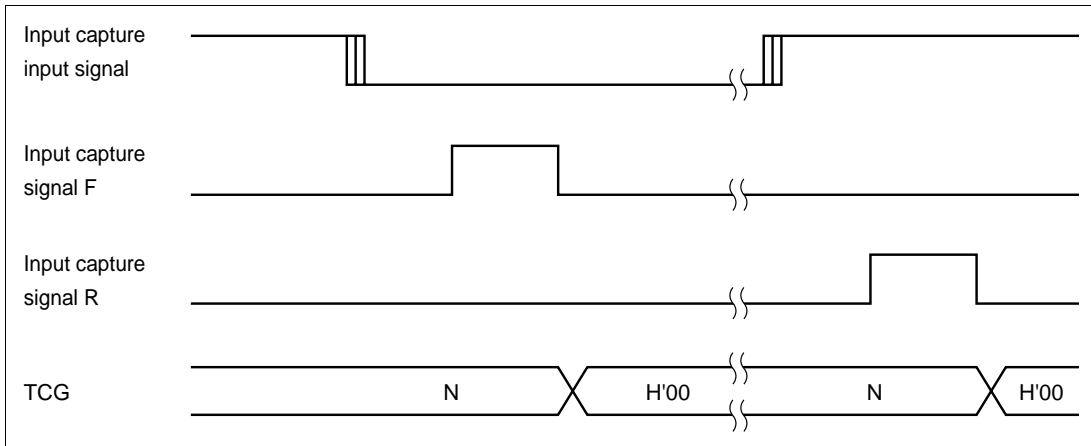 Input capture
input signal
Input capture
signal F
Input capture
signal R
TCG
N
H'00
N
H'00